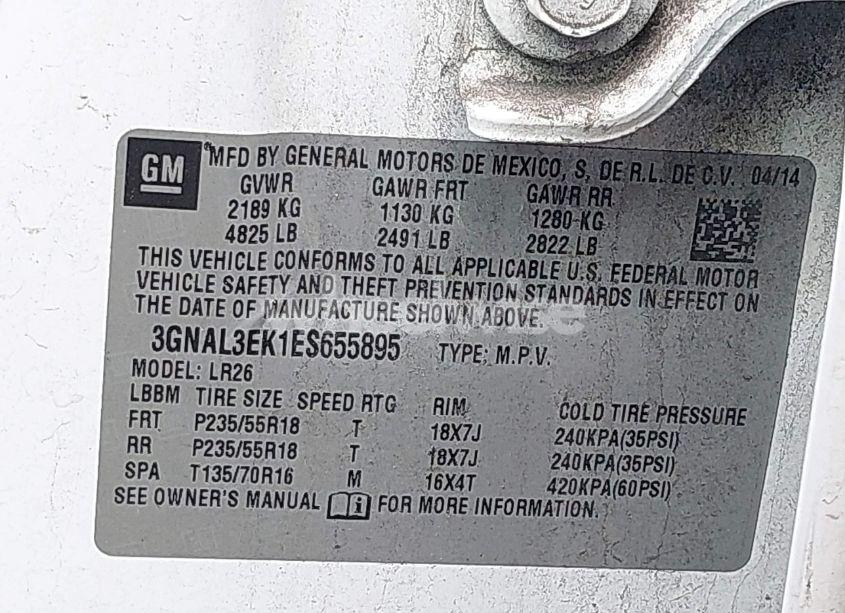 GM
MFD BY GENERAL MOTORS DE MEXICO, S, DE R.L. DE C.V. 04/14
GVWR GAWR FRT GAWR RR
2189 KG 1130 KG 1280 KG
4825 LB 2491 LB 2822 LB
THIS VEHICLE CONFORMS TO ALL APPLICABLE U.S. FEDERAL MOTOR
VEHICLE SAFETY AND THEFT PREVENTION STANDARDS IN EFFECT ON
THE DATE OF MANUFACTURE SHOWN ABOVE.
3GNAL3EK1ES655895 TYPE: M.P.V.
MODEL: LR26
LBBM TIRE SIZE SPEED RTG RIM COLD TIRE PRESSURE
FRT P235/55R18 T 18X7J 240KPA(35PSI)
RR P235/55R18 T 18X7J 240KPA(35PSI)
SPA T135/70R16 M 16X4T 420KPA(60PSI)
SEE OWNER'S MANUAL i FOR MORE INFORMATION.